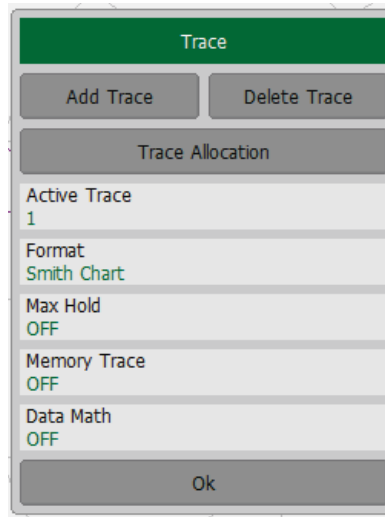 Trace
Add Trace Delete Trace
Trace Allocation
Active Trace
1
Format
Smith Chart
Max Hold
OFF
Memory Trace
OFF
Data Math
OFF
Ok